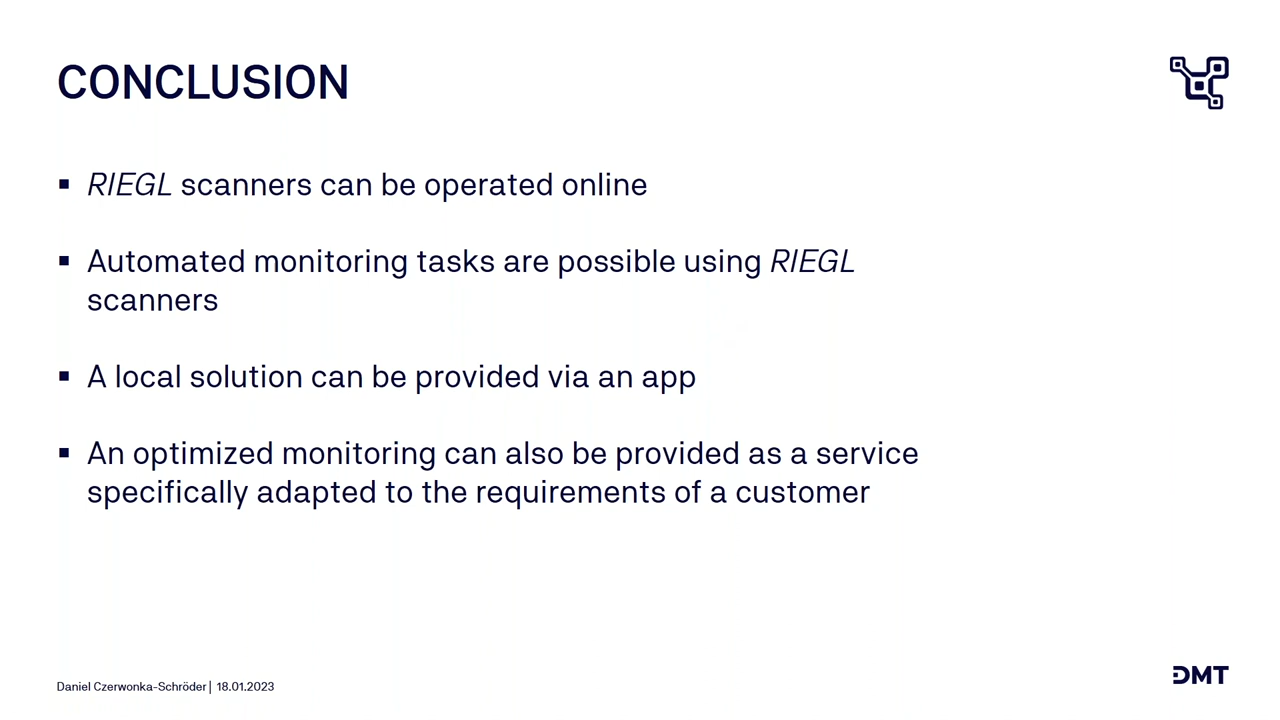 CONCLUSION
▪ RIEGL scanners can be operated online
▪ Automated monitoring tasks are possible using RIEGL
scanners
▪ A local solution can be provided via an app
▪ An optimized monitoring can also be provided as a service
specifically adapted to the requirements of a customer
Daniel Czerwonka-Schröder| 18.01.2023
DMT